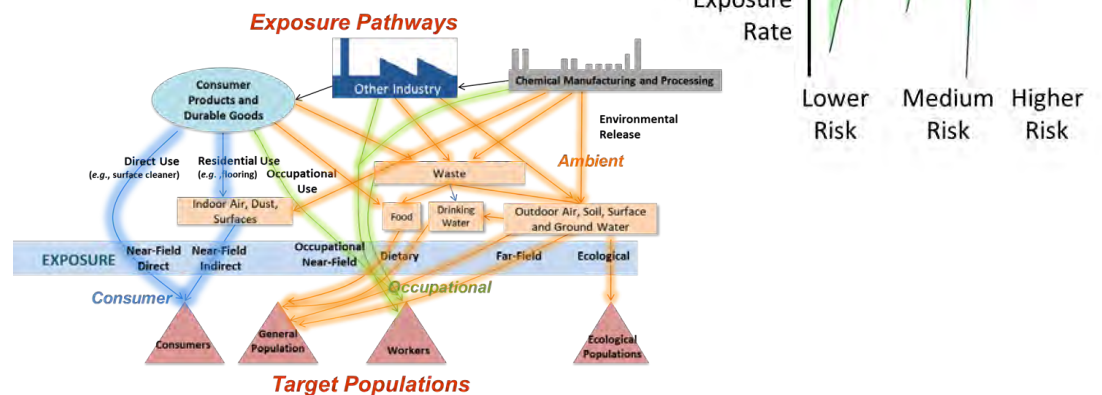 Exposure Pathways
Exposure
Rate
Other Industry
Chemical Manufacturing and Processing
Consumer
Products and
Durable Goods
Lower
Risk
Medium
Risk
Higher
Risk
Environmental
Release
Ambient
Direct Use
(e.g., surface cleaner)
Residential Use
(e.g. ,flooring)
Occupational
Use
Waste
Indoor Air, Dust,
Surfaces
Food
Drinking
Water
Outdoor Air, Soil, Surface
and Ground Water
EXPOSURE
Near-Field
Direct
Near-Field
Indirect
Occupational
Near-Field
Dietary
Far-Field
Ecological
Consumer
Occupational
Consumers
General
Population
Workers
Ecological
Populations
Target Populations